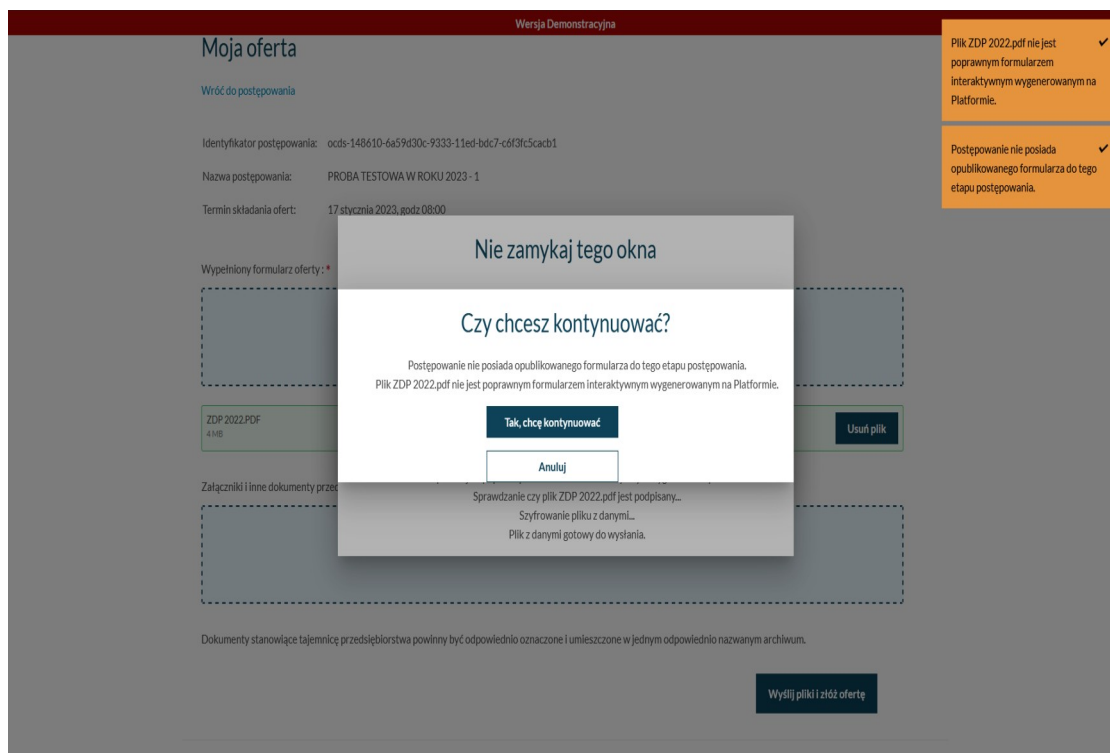 Wersja Demonstracyjna
Moja oferta
Wróć do postępowania
Identyfikator postępowania: ocds-148610-6a59d30c-9333-11ed-bdc7-c6f3fc5cacb1
Nazwa postępowania: PROBA TESTOWA W ROKU 2023 - 1
Termin składania ofert: 17 stycznia 2023, godz 08:00
Wypełniony formularz oferty : *
ZDP 2022.PDF
4 MB
Usuń plik
Załączniki i inne dokumenty przed
Nie zamykaj tego okna
Czy chcesz kontynuować?
Postępowanie nie posiada opublikowanego formularza do tego etapu postępowania.
Plik ZDP 2022.pdf nie jest poprawnym formularzem interaktywnym wygenerowanym na Platformie.
Tak, chcę kontynuować
Anuluj
Sprawdzanie czy plik ZDP 2022.pdf jest podpisany...
Szyfrowanie pliku z danymi...
Plik z danymi gotowy do wysłania.
Dokumenty stanowiące tajemnicę przedsiębiorstwa powinny być odpowiednio oznaczone i umieszczone w jednym odpowiednio nazwanym archiwum.
Wyślij pliki i złóż ofertę
Plik ZDP 2022.pdf nie jest
poprawnym formularzem
interaktywnym wygenerowanym na
Platformie.
Postępowanie nie posiada
opublikowanego formularza do tego
etapu postępowania.